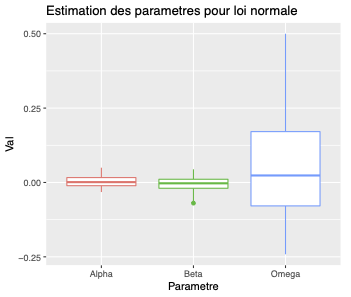 Estimation des parametres pour loi normale
0.50
0.25
0.00
−0.25
Val
Alpha
Beta
Omega
Parametre